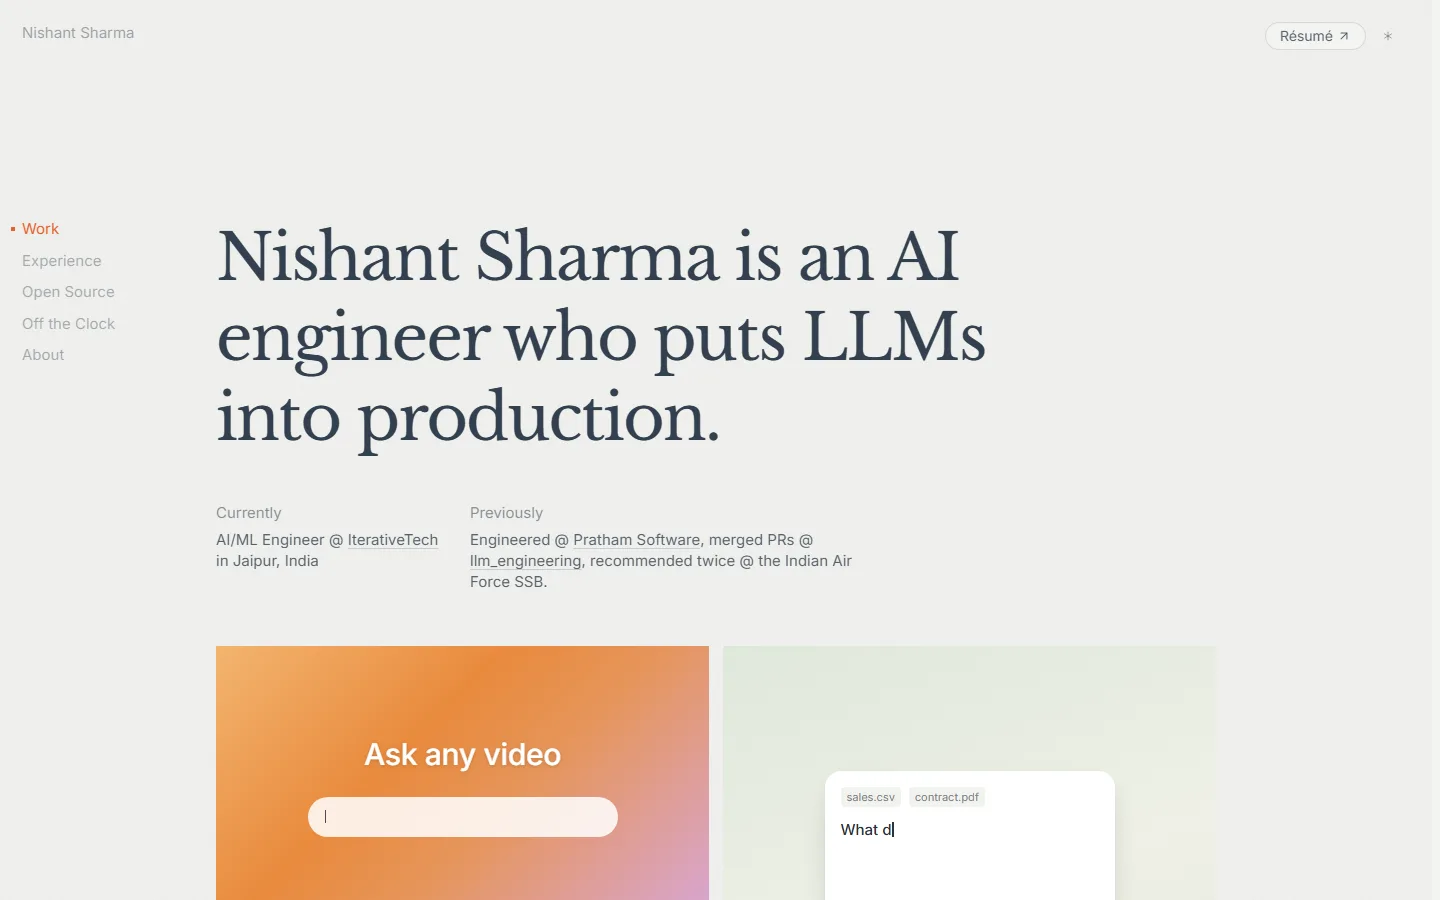 Nishant Sharma
Résumé
Work
Experience
Open Source
Off the Clock
About
Nishant Sharma is an AI
engineer who puts LLMs
into production.
Currently
AI/ML Engineer @ IterativeTech
in Jaipur, India
Previously
Engineered @ Pratham Software, merged PRs @
llm_engineering, recommended twice @ the Indian Air
Force SSB.
Ask any video
sales.csv contract.pdf
What d